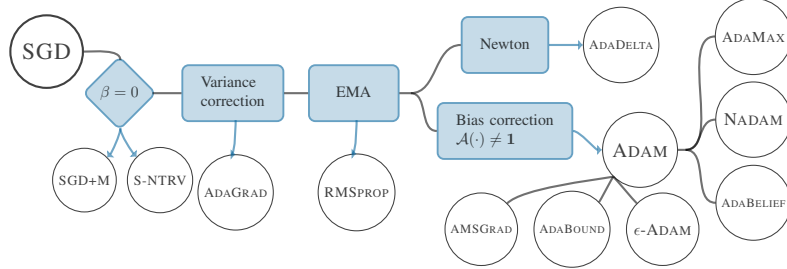 SGD
β = 0
SGD+M
S-NTRV
Variance
correction
ADAGRAD
EMA
RMSPROP
Newton
ADADELTA
Bias correction
𝒜(·) ≠ 1
ADAM
AMSGRAD
ADABOUND
ϵ-ADAM
ADAMAX
NADAM
ADABELIEF